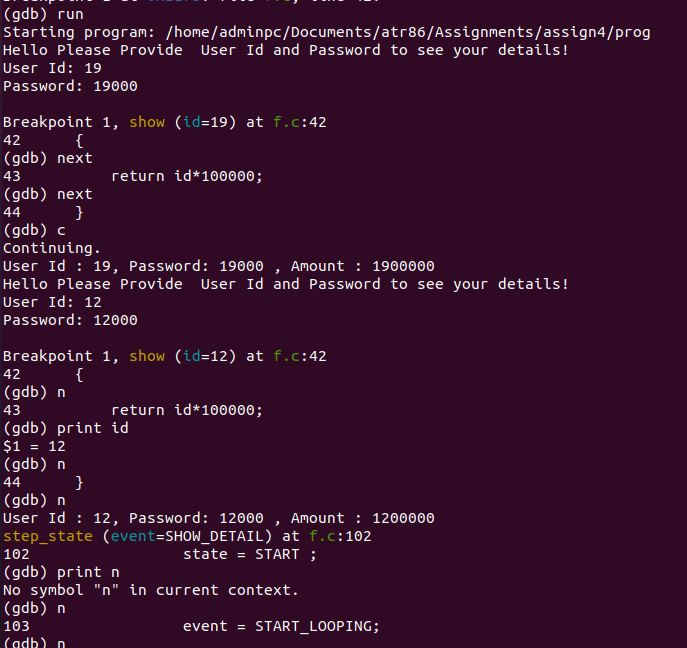 (gdb) run
Starting program: /home/adminpc/Documents/atr86/Assignments/assign4/prog
Hello Please Provide  User Id and Password to see your details!
User Id: 19
Password: 19000
Breakpoint 1, show (id=19) at f.c:42
42      {
(gdb) next
43          return id*100000;
(gdb) next
44      }
(gdb) c
Continuing.
User Id : 19, Password: 19000 , Amount : 1900000
Hello Please Provide  User Id and Password to see your details!
User Id: 12
Password: 12000
Breakpoint 1, show (id=12) at f.c:42
42      {
(gdb) n
43          return id*100000;
(gdb) print id
$1 = 12
(gdb) n
44      }
(gdb) n
User Id : 12, Password: 12000 , Amount : 1200000
step_state (event=SHOW_DETAIL) at f.c:102
102                 state = START ;
(gdb) print n
No symbol "n" in current context.
(gdb) n
103                 event = START_LOOPING;
(gdb) n